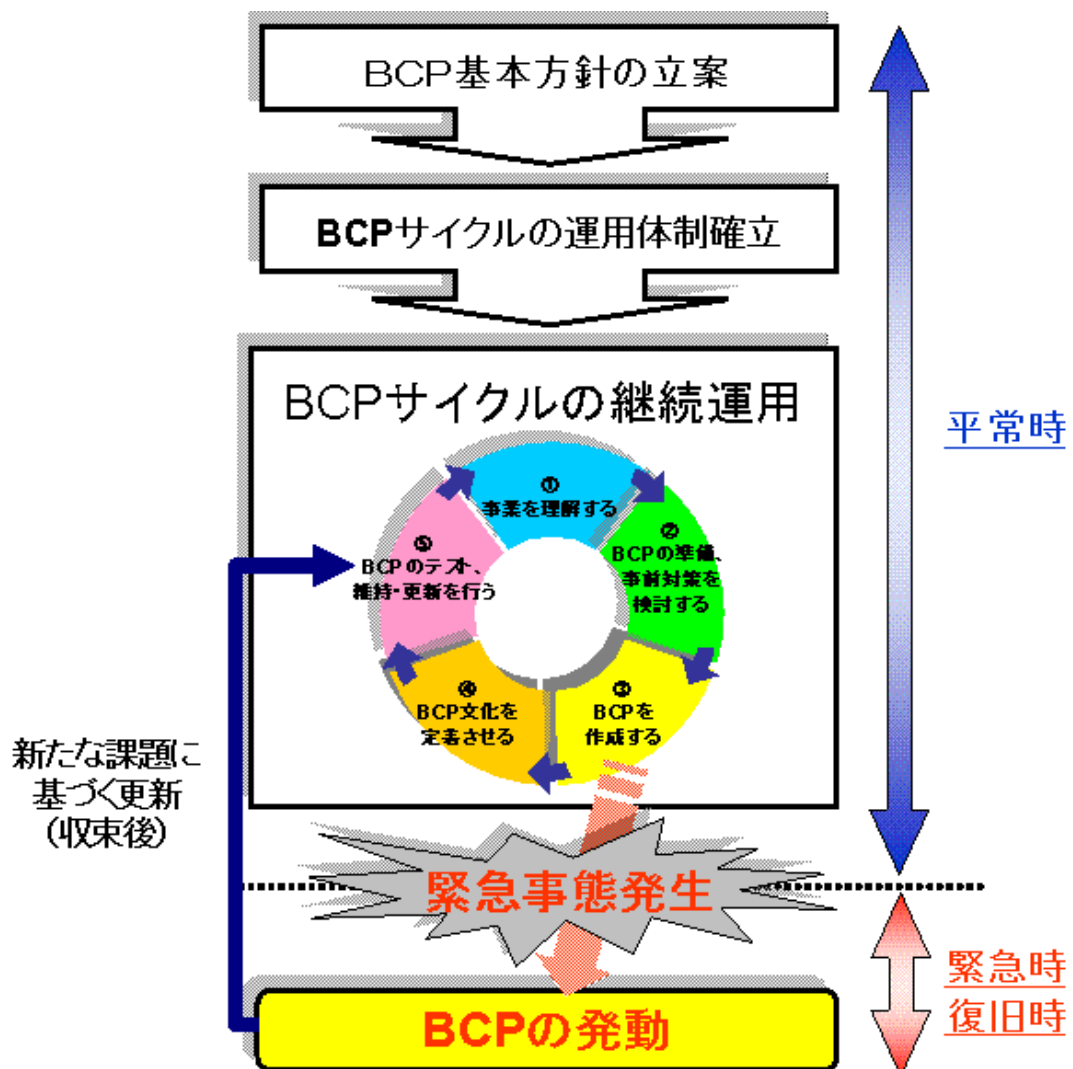 BCP基本方針の立案
BCPサイクルの運用体制確立
BCPサイクルの継続運用
①
事業を理解する
②
BCPの準備、
事前対策を
検討する
③
BCPを
作成する
④
BCP文化を
定着させる
⑤
BCPのテスト、
維持・更新を行う
平常時
新たな課題に
基づく更新
(収束後)
緊急事態発生
緊急時
復旧時
BCPの発動